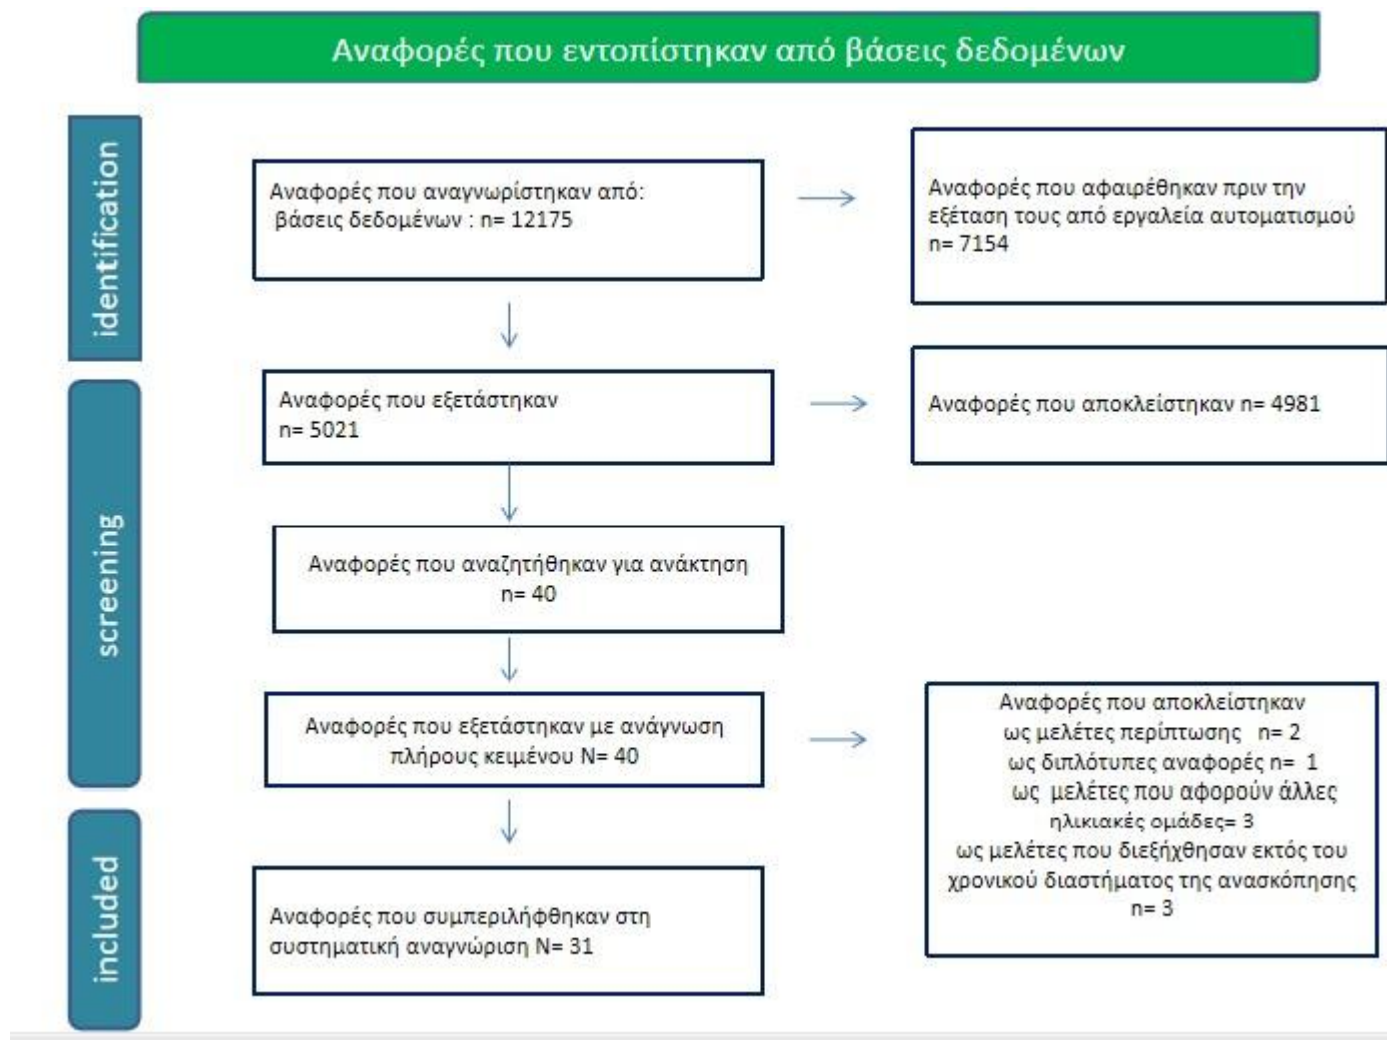 Αναφορές που εντοπίστηκαν από βάσεις δεδομένων
identification
Αναφορές που αναγνωρίστηκαν από:
βάσεις δεδομένων : n= 12175
Αναφορές που αφαιρέθηκαν πριν την
εξέταση τους από εργαλεία αυτοματισμού
n= 7154
screening
Αναφορές που εξετάστηκαν
n= 5021
Αναφορές που αποκλείστηκαν n= 4981
Αναφορές που αναζητήθηκαν για ανάκτηση
n= 40
Αναφορές που εξετάστηκαν με ανάγνωση
πλήρους κειμένου N= 40
Αναφορές που αποκλείστηκαν
ως μελέτες περίπτωσης n= 2
ως διπλότυπες αναφορές n= 1
ως μελέτες που αφορούν άλλες
ηλικιακές ομάδες= 3
ως μελέτες που διεξήχθησαν εκτός του
χρονικού διαστήματος της ανασκόπησης
n= 3
included
Αναφορές που συμπεριλήφθηκαν στη
συστηματική αναγνώριση N= 31